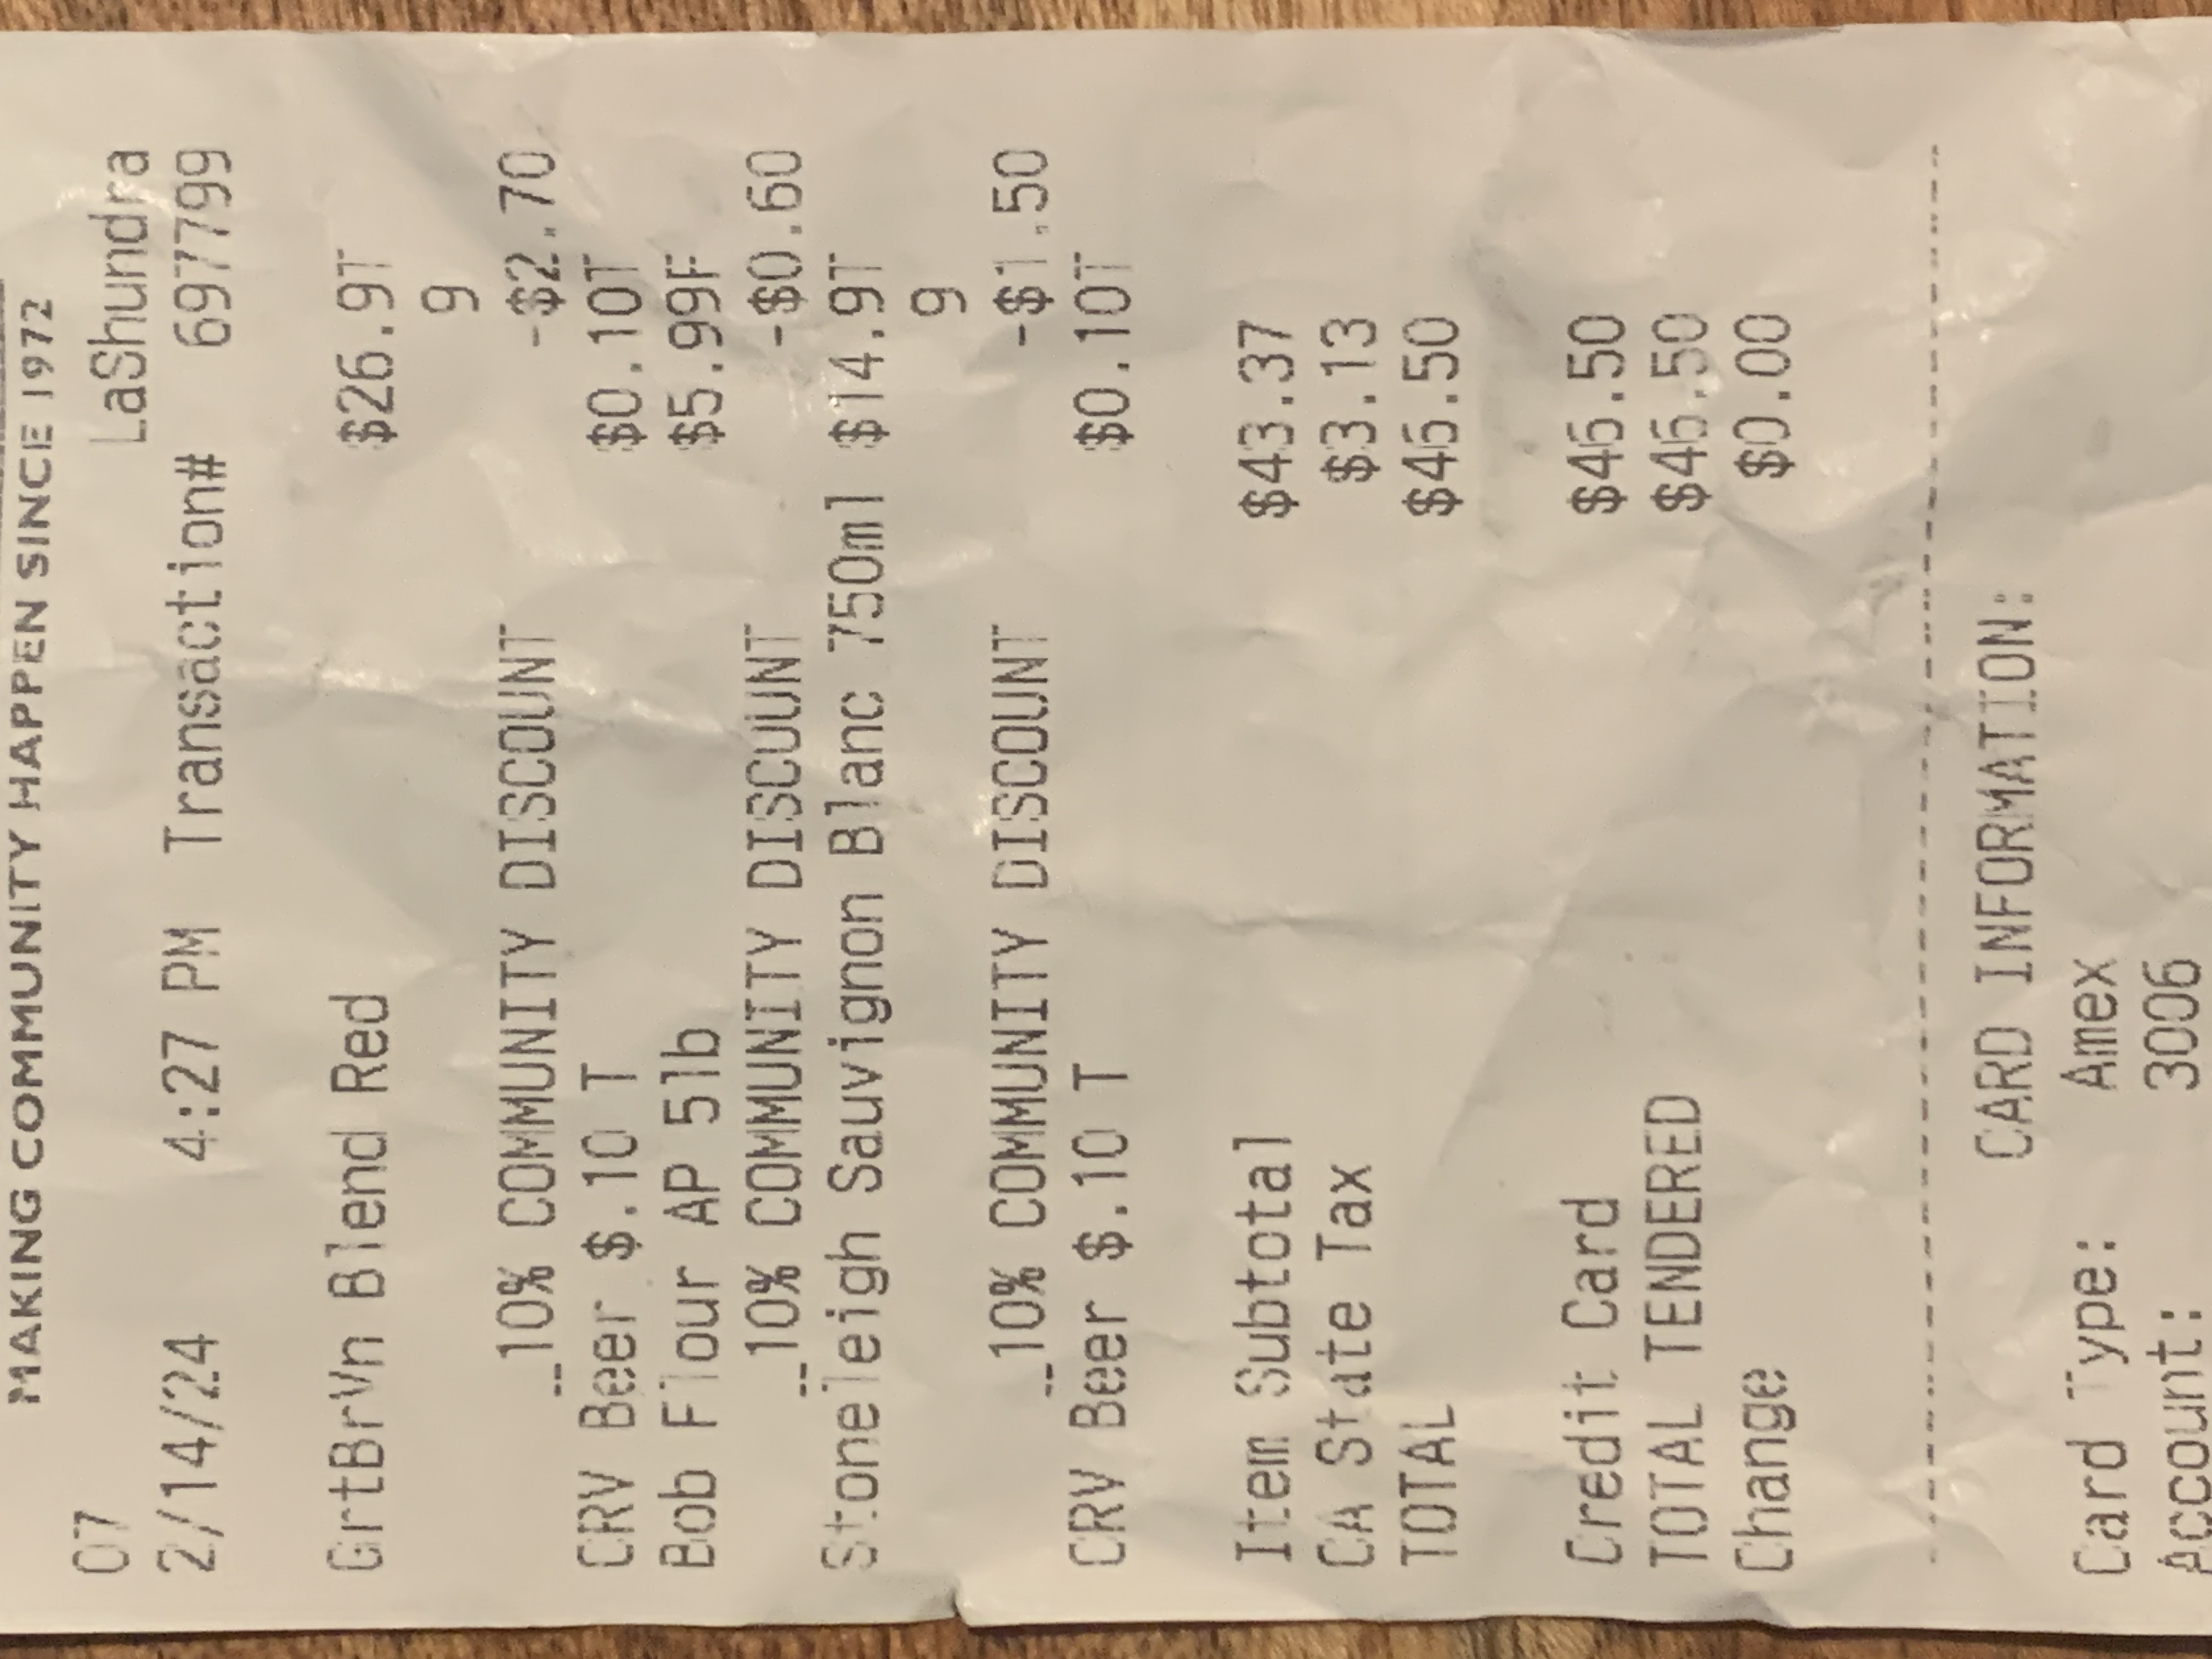 MAKING COMMUNITY HAPPEN SINCE 1972
07 LaShundra
2/14/24 4:27 PM Transaction# 697799
GrtBrVn Blend Red $26.9T
9
_10% COMMUNITY DISCOUNT -$2.70
CRV Beer $.10 T $0.10T
Bob Flour AP 5lb $5.99F
_10% COMMUNITY DISCOUNT -$0.60
Stoneleigh Sauvignon Blanc 750ml $14.9T
9
_10% COMMUNITY DISCOUNT -$1.50
CRV Beer $.10 T $0.10T
Item Subtotal $43.37
CA State Tax $3.13
TOTAL $46.50
Credit Card $46.50
TOTAL TENDERED $46.50
Change $0.00
--------------------------------------------
CARD INFORMATION:
Card Type: Amex
Account: 3006